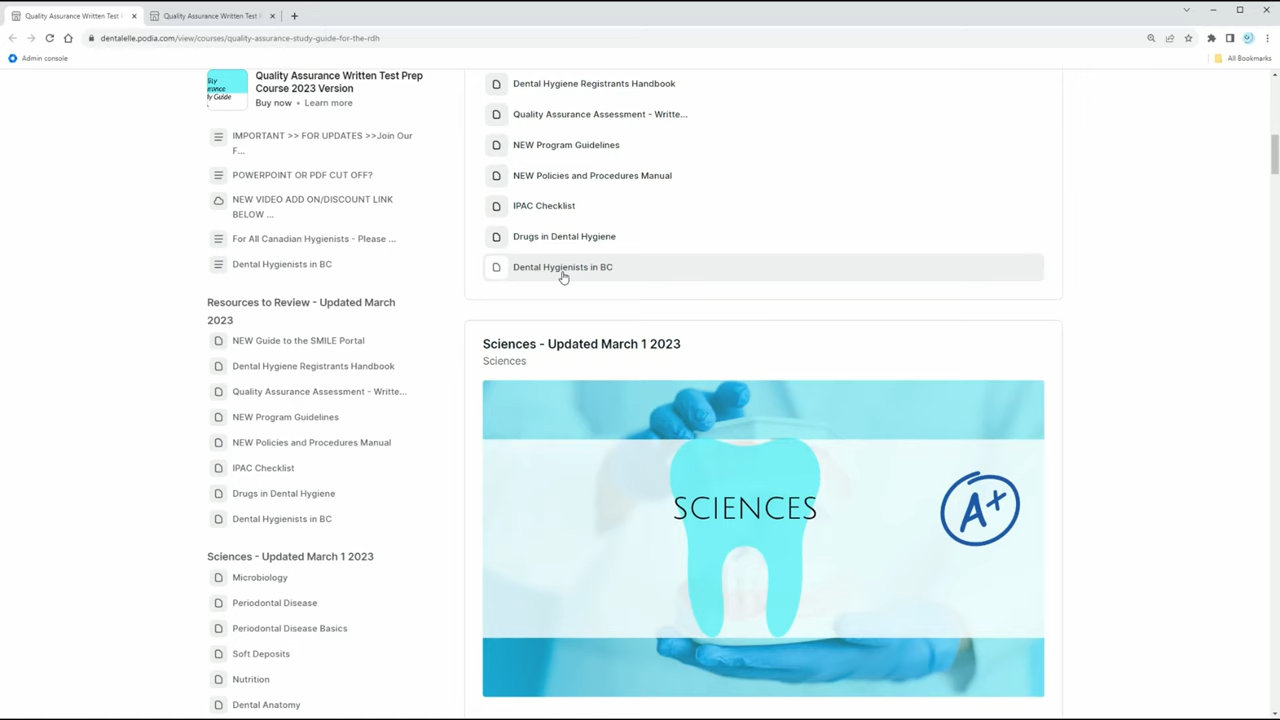 Quality Assurance Written Test
Quality Assurance Written Test
dentalelle.podia.com/view/courses/quality-assurance-study-guide-for-the-rdh
Admin console
All Bookmarks
Quality Assurance Written Test Prep
Course 2023 Version
Buy now • Learn more
IMPORTANT >> FOR UPDATES >>Join Our
F...
POWERPOINT OR PDF CUT OFF?
NEW VIDEO ADD ON/DISCOUNT LINK
BELOW ...
For All Canadian Hygienists - Please ...
Dental Hygienists in BC
Resources to Review - Updated March
2023
NEW Guide to the SMILE Portal
Dental Hygiene Registrants Handbook
Quality Assurance Assessment - Writte...
NEW Program Guidelines
NEW Policies and Procedures Manual
IPAC Checklist
Drugs in Dental Hygiene
Dental Hygienists in BC
Sciences - Updated March 1 2023
Microbiology
Periodontal Disease
Periodontal Disease Basics
Soft Deposits
Nutrition
Dental Anatomy
Dental Hygiene Registrants Handbook
Quality Assurance Assessment - Writte...
NEW Program Guidelines
NEW Policies and Procedures Manual
IPAC Checklist
Drugs in Dental Hygiene
Dental Hygienists in BC
Sciences - Updated March 1 2023
Sciences
SCIENCES
A+